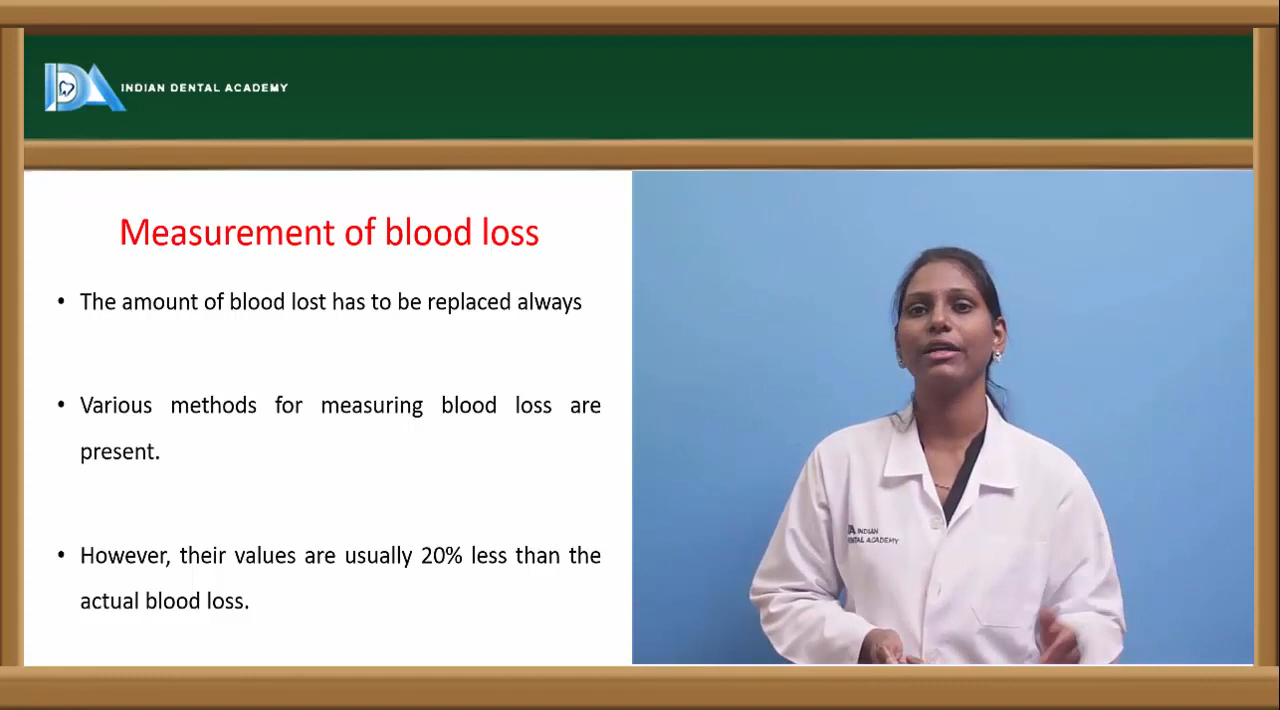 INDIAN DENTAL ACADEMY
Measurement of blood loss
• The amount of blood lost has to be replaced always
• Various methods for measuring blood loss are
present.
• However, their values are usually 20% less than the
actual blood loss.
INDIAN
DENTAL ACADEMY